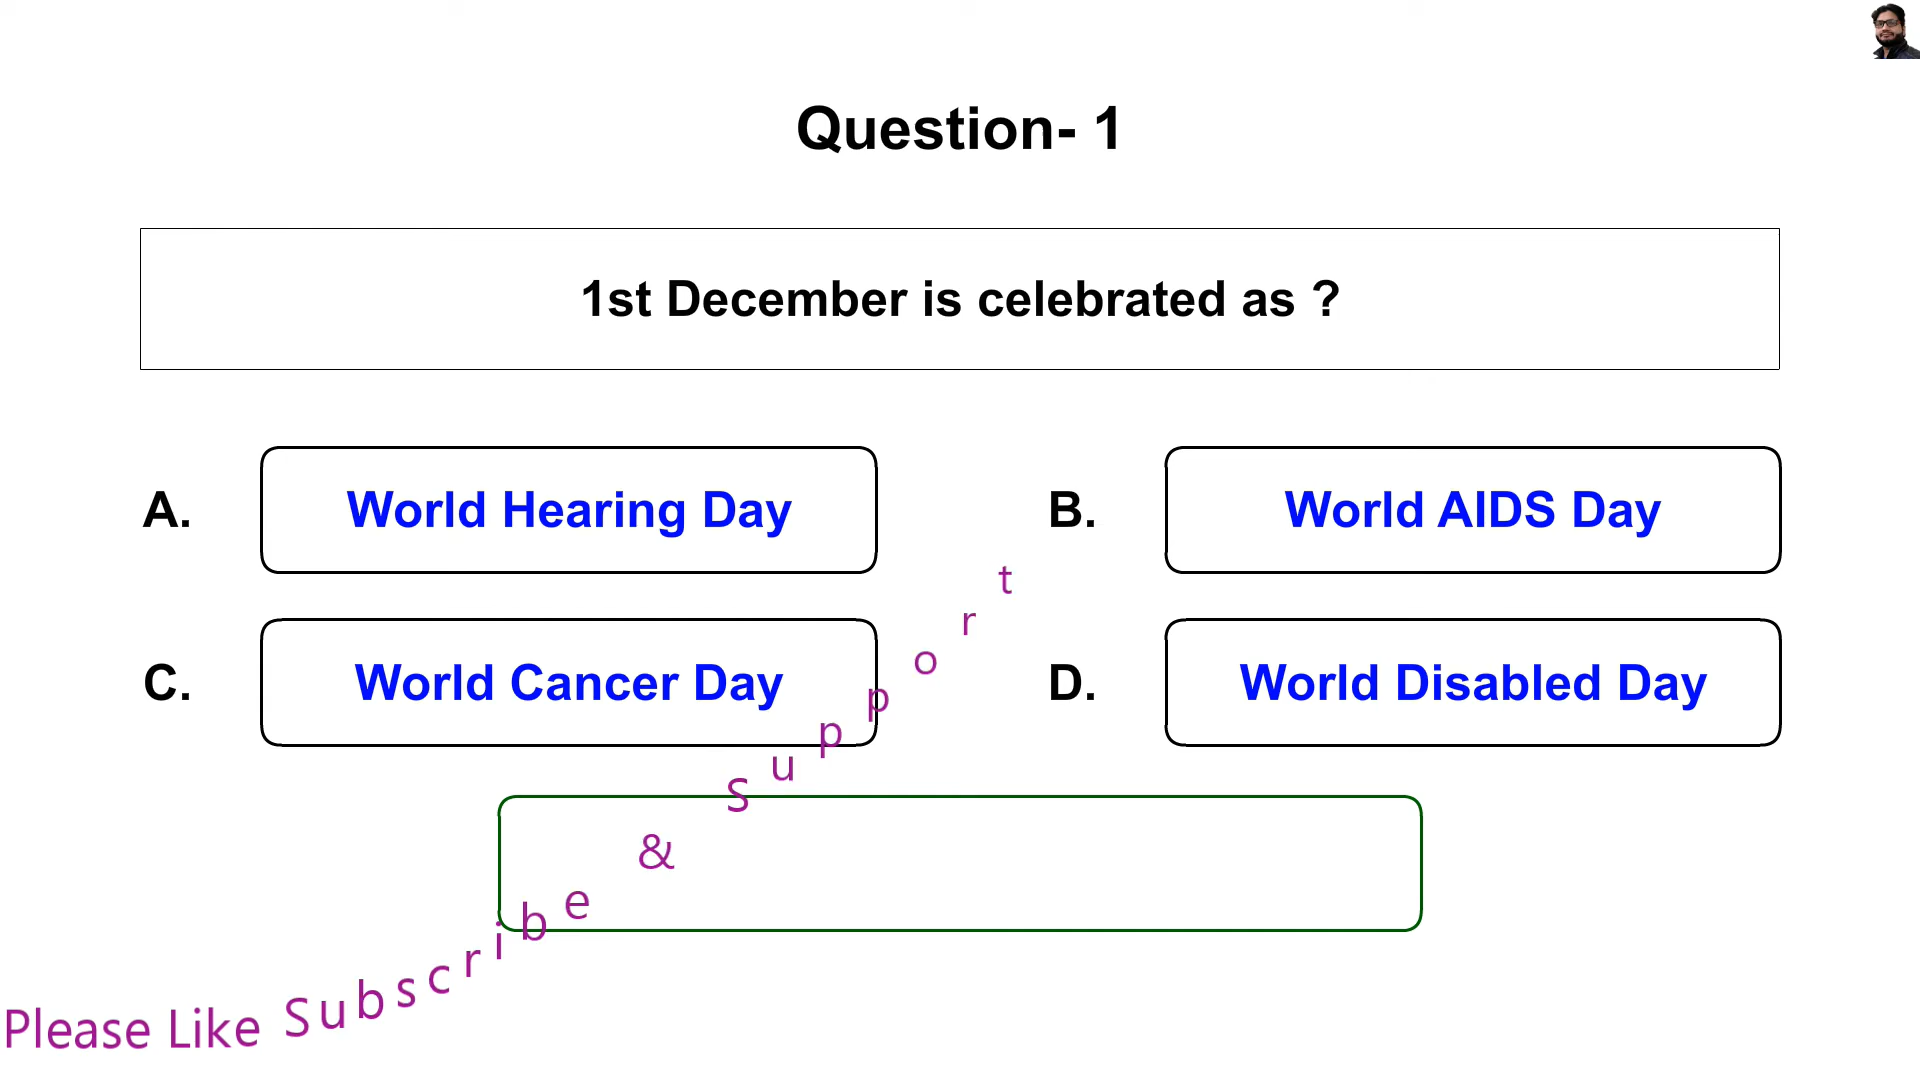 Question- 1
1st December is celebrated as ?
A. World Hearing Day
B. World AIDS Day
C. World Cancer Day
D. World Disabled Day
Please Like Subscribe & support